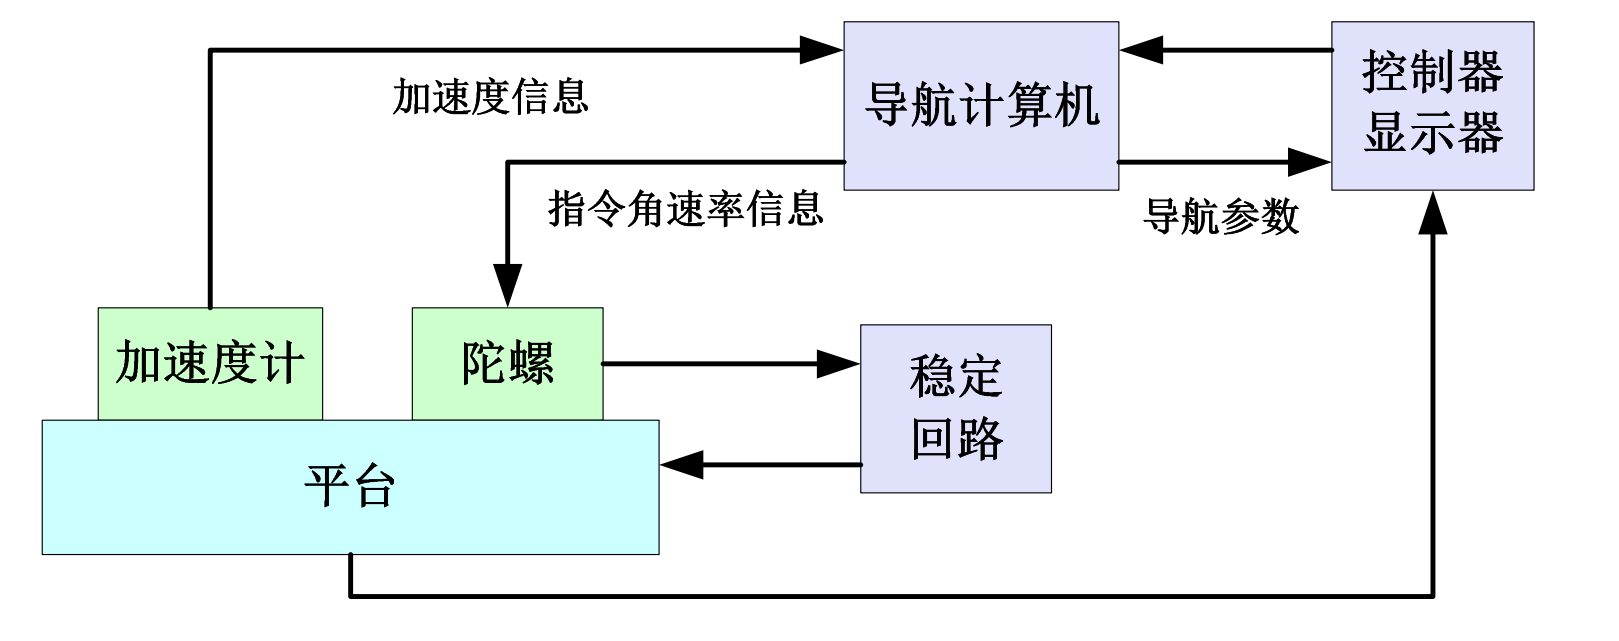 加速度信息
导航计算机
控制器
显示器
指令角速率信息
导航参数
加速度计
陀螺
稳定
回路
平台